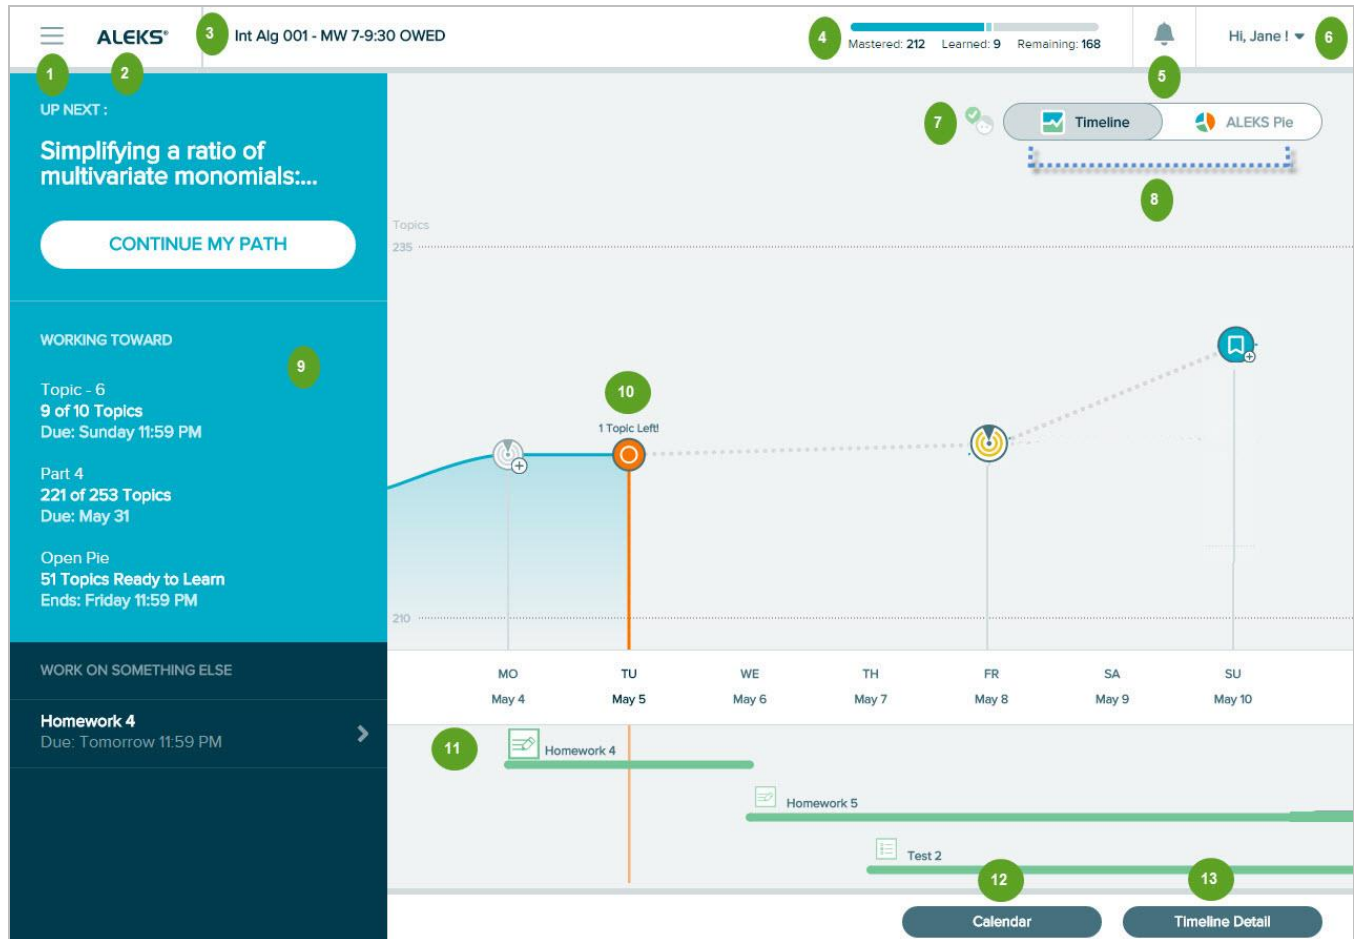 ALEKS®
3
Int Alg 001 - MW 7-9:30 OWED
4
Mastered: 212 Learned: 9 Remaining: 168
Hi, Jane !
6
1
2
5
UP NEXT :
Simplifying a ratio of
multivariate monomials:...
CONTINUE MY PATH
7
Timeline
ALEKS Pie
8
Topics
235
WORKING TOWARD
9
Topic - 6
9 of 10 Topics
Due: Sunday 11:59 PM
Part 4
221 of 253 Topics
Due: May 31
Open Pie
51 Topics Ready to Learn
Ends: Friday 11:59 PM
10
1 Topic Left!
210
WORK ON SOMETHING ELSE
Homework 4
Due: Tomorrow 11:59 PM
MO TU WE TH FR SA SU
May 4 May 5 May 6 May 7 May 8 May 9 May 10
11
Homework 4
Homework 5
Test 2
12
13
Calendar
Timeline Detail